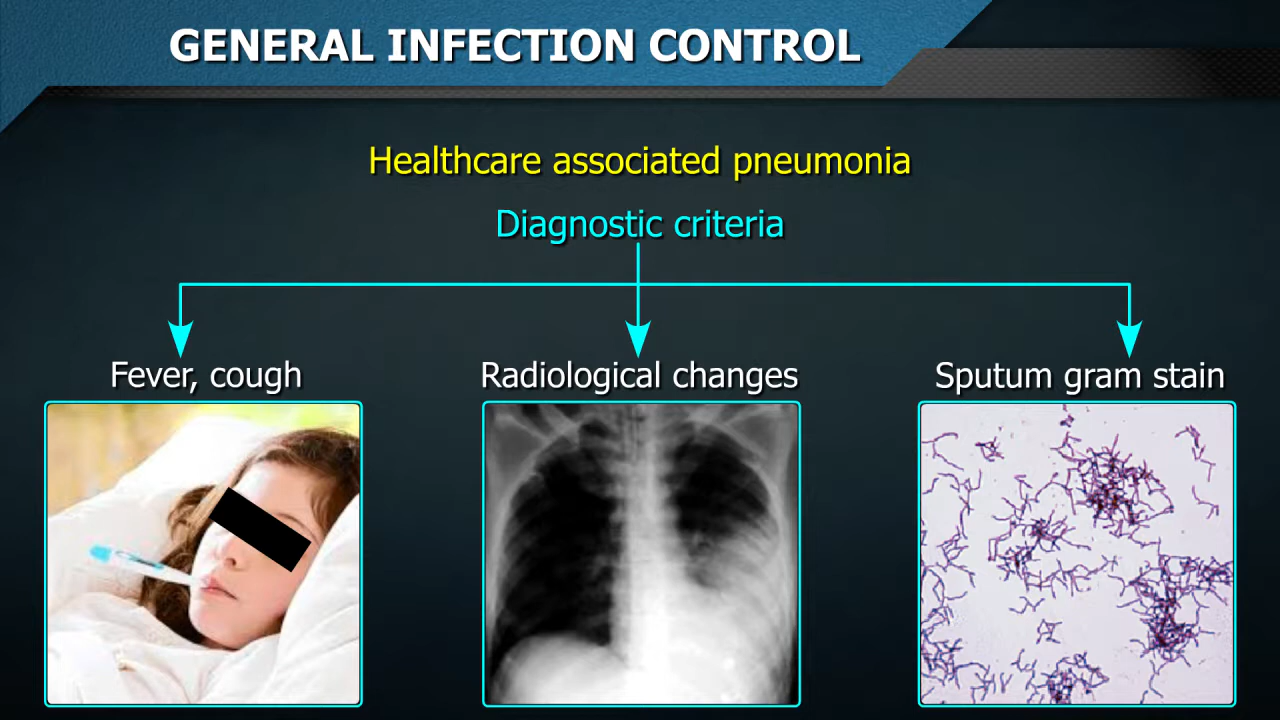 GENERAL INFECTION CONTROL
Healthcare associated pneumonia
Diagnostic criteria
Fever, cough
Radiological changes
Sputum gram stain